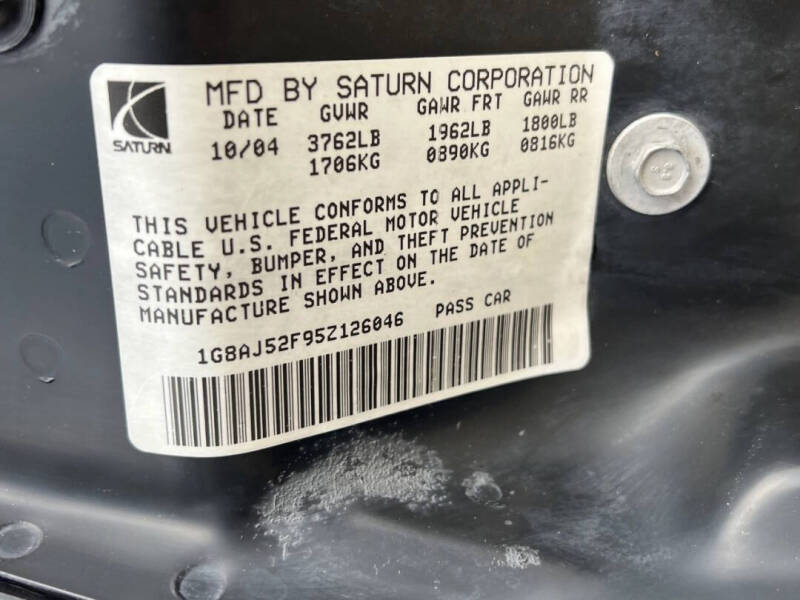 MFD BY SATURN CORPORATION
SATURN
DATE GVWR GAWR FRT GAWR RR
10/04 3762LB 1962LB 1800LB
1706KG 0890KG 0816KG
THIS VEHICLE CONFORMS TO ALL APPLI-
CABLE U.S. FEDERAL MOTOR VEHICLE
SAFETY, BUMPER, AND THEFT PREVENTION
STANDARDS IN EFFECT ON THE DATE OF
MANUFACTURE SHOWN ABOVE.
1G8AJ52F95Z126046 PASS CAR